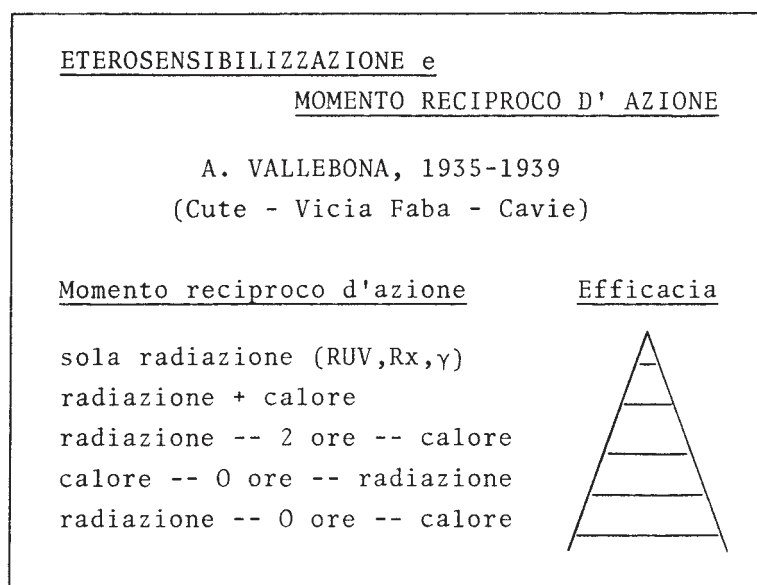 ETEROSENSIBILIZZAZIONE e
MOMENTO RECIPROCO D' AZIONE
A. VALLEBONA, 1935-1939
(Cute - Vicia Faba - Cavie)
Momento reciproco d'azione Efficacia
sola radiazione (RUV,Rx,γ)
radiazione + calore
radiazione -- 2 ore -- calore
calore -- 0 ore -- radiazione
radiazione -- 0 ore -- calore